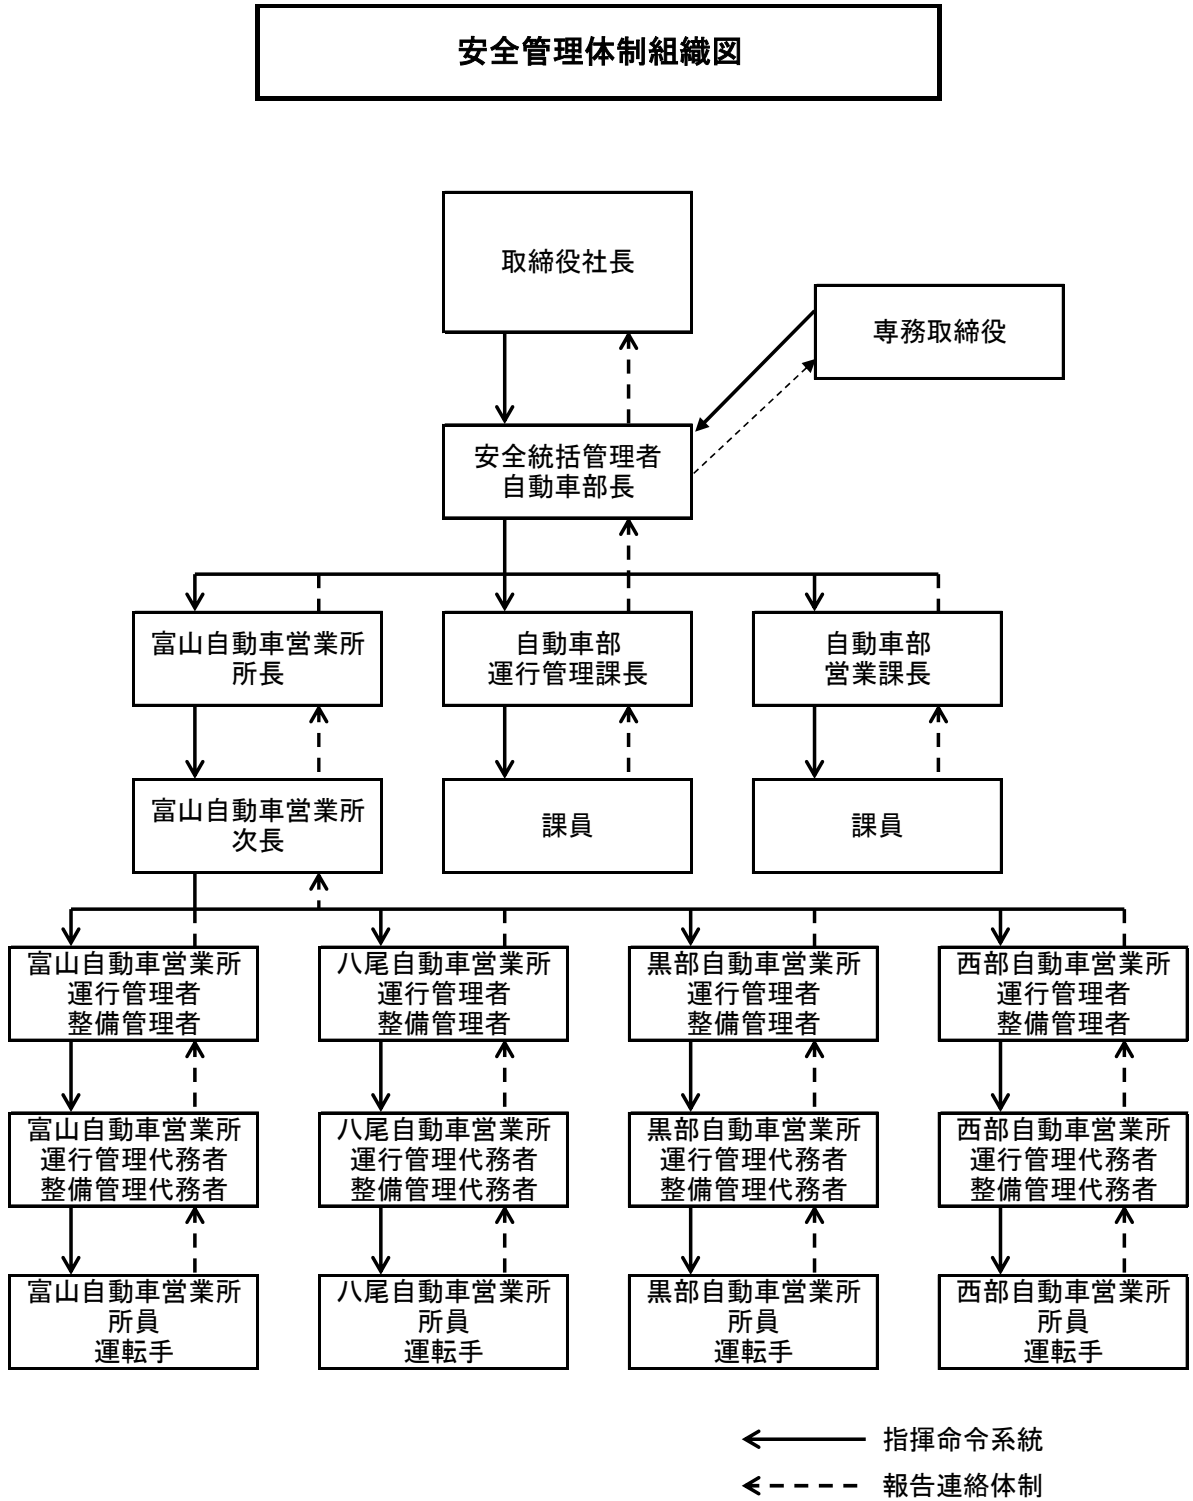 安全管理体制組織図
取締役社長
専務取締役
安全統括管理者
自動車部長
富山自動車営業所
所長
自動車部
運行管理課長
自動車部
営業課長
富山自動車営業所
次長
課員
課員
富山自動車営業所
運行管理者
整備管理者
八尾自動車営業所
運行管理者
整備管理者
黒部自動車営業所
運行管理者
整備管理者
西部自動車営業所
運行管理者
整備管理者
富山自動車営業所
運行管理代務者
整備管理代務者
八尾自動車営業所
運行管理代務者
整備管理代務者
黒部自動車営業所
運行管理代務者
整備管理代務者
西部自動車営業所
運行管理代務者
整備管理代務者
富山自動車営業所
所員
運転手
八尾自動車営業所
所員
運転手
黒部自動車営業所
所員
運転手
西部自動車営業所
所員
運転手
指揮命令系統
報告連絡体制